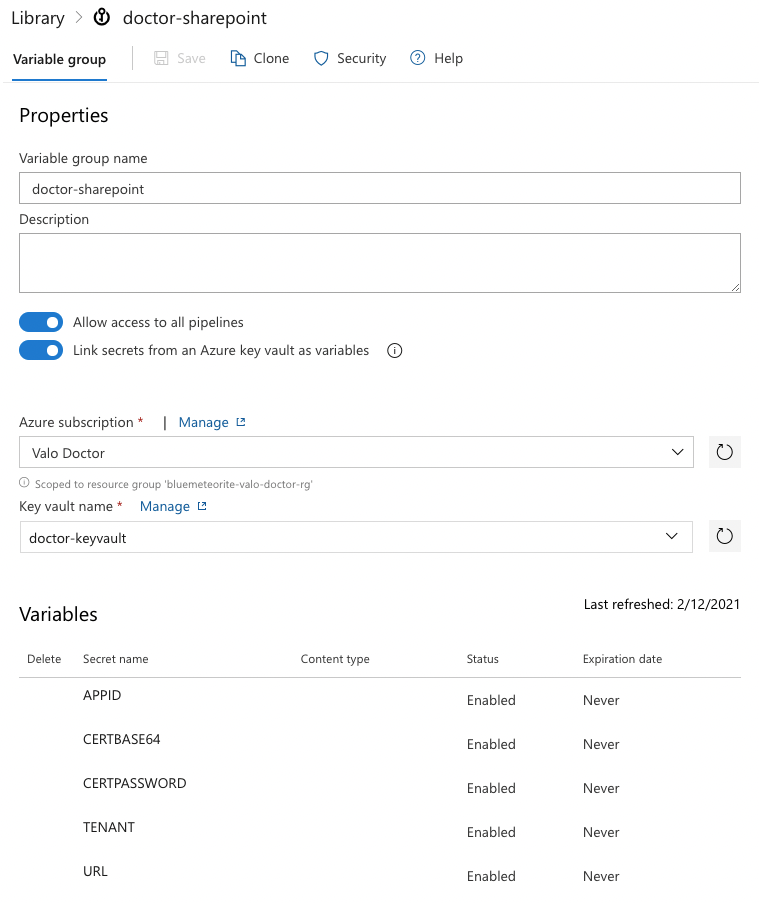 Library > doctor-sharepoint
Variable group | Save Clone Security Help
Properties
Variable group name
doctor-sharepoint
Description
Allow access to all pipelines
Link secrets from an Azure key vault as variables
Azure subscription * | Manage
Valo Doctor
Scoped to resource group 'bluemeteorite-valo-doctor-rg'
Key vault name * Manage
doctor-keyvault
Variables Last refreshed: 2/12/2021
Delete Secret name Content type Status Expiration date
APPID Enabled Never
CERTBASE64 Enabled Never
CERTPASSWORD Enabled Never
TENANT Enabled Never
URL Enabled Never